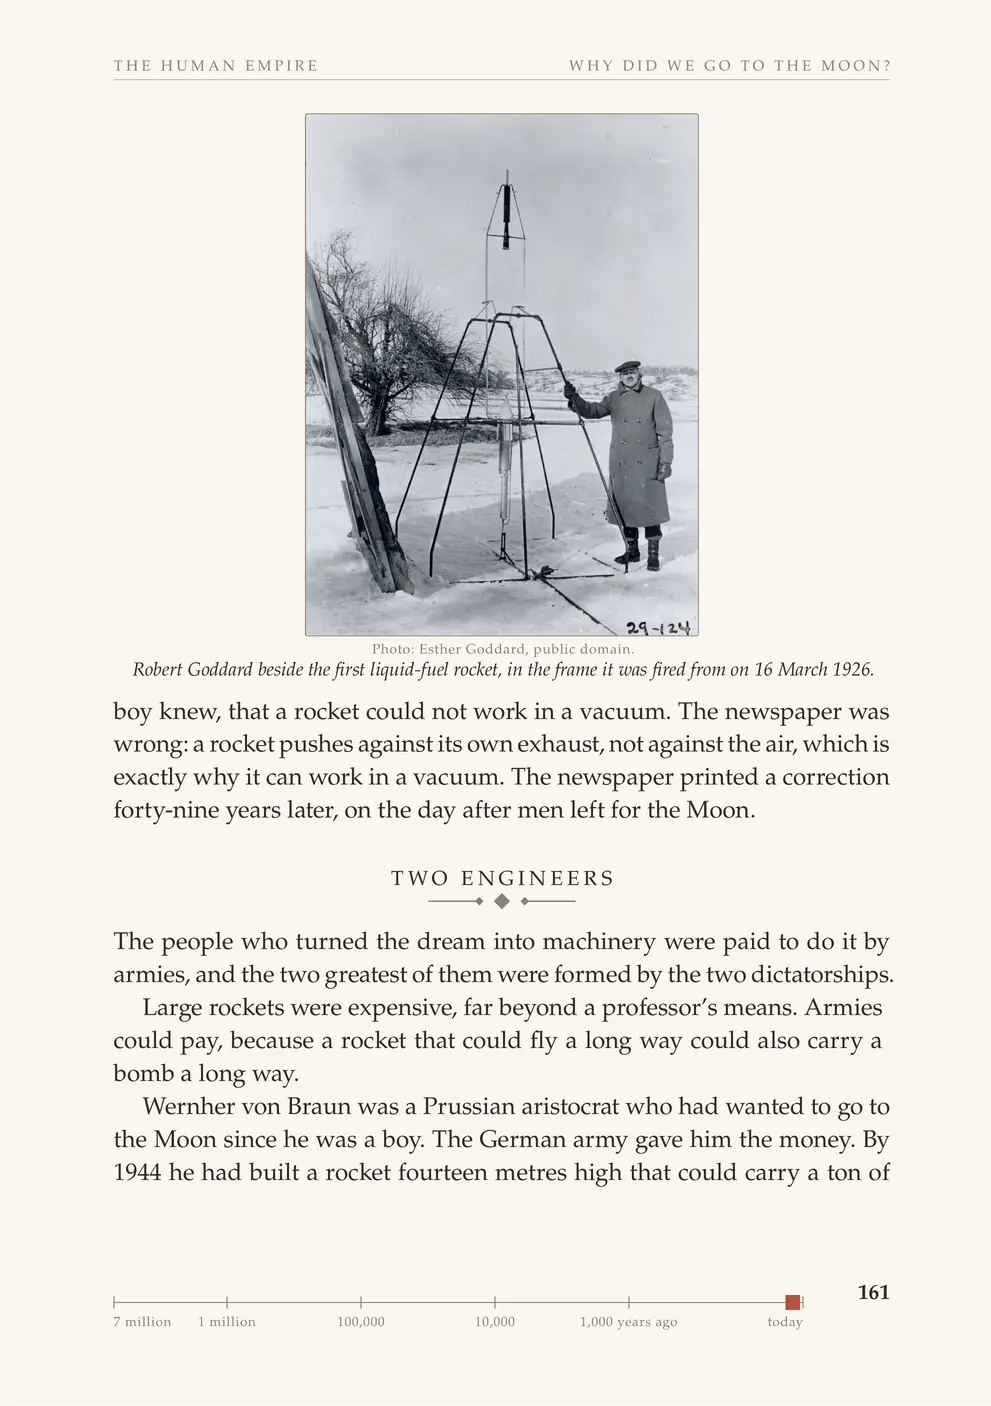 THE HUMAN EMPIRE
WHY DID WE GO TO THE MOON?
29-124
Photo: Esther Goddard, public domain.
Robert Goddard beside the first liquid-fuel rocket, in the frame it was fired from on 16 March 1926.
boy knew, that a rocket could not work in a vacuum. The newspaper was
wrong: a rocket pushes against its own exhaust, not against the air, which is
exactly why it can work in a vacuum. The newspaper printed a correction
forty-nine years later, on the day after men left for the Moon.
TWO ENGINEERS
The people who turned the dream into machinery were paid to do it by
armies, and the two greatest of them were formed by the two dictatorships.
Large rockets were expensive, far beyond a professor's means. Armies
could pay, because a rocket that could fly a long way could also carry a
bomb a long way.
Wernher von Braun was a Prussian aristocrat who had wanted to go to
the Moon since he was a boy. The German army gave him the money. By
1944 he had built a rocket fourteen metres high that could carry a ton of
161
7 million
1 million
100,000
10,000
1,000 years ago
today